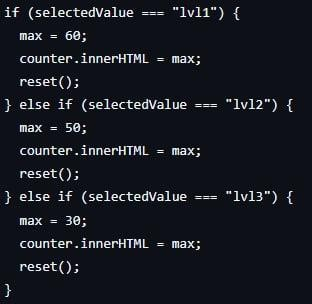 if (selectedValue === "lvl1") {
  max = 60;
  counter.innerHTML = max;
  reset();
} else if (selectedValue === "lvl2") {
  max = 50;
  counter.innerHTML = max;
  reset();
} else if (selectedValue === "lvl3") {
  max = 30;
  counter.innerHTML = max;
  reset();
}